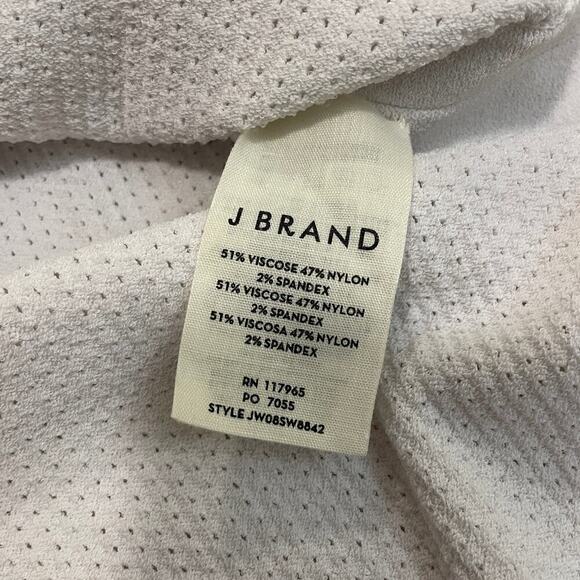 J BRAND
51% VISCOSE 47% NYLON
2% SPANDEX
51% VISCOSE 47% NYLON
2% SPANDEX
51% VISCOSA 47% NYLON
2% SPANDEX
RN 117965
PO 7055
STYLE JW08SW8842